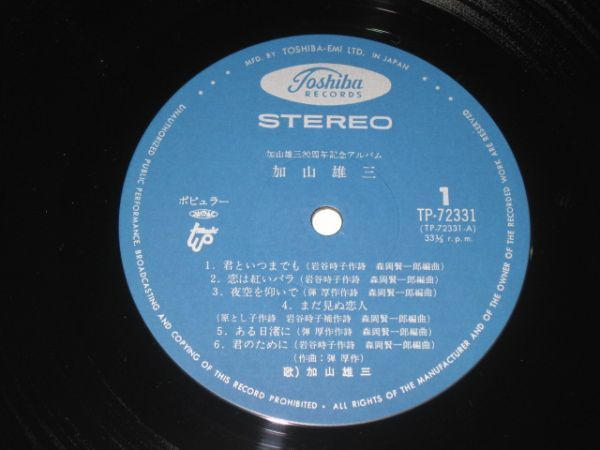 MFD. BY TOSHIBA-EMI LTD. IN JAPAN
Toshiba
RECORDS
STEREO
加山雄三20周年記念アルバム
加山雄三
ポピュラー
1
TP-72331
(TP-72331-A)
33⅓ r.p.m.
1. 君といつまでも(岩谷時子作詩 森岡賢一郎編曲)
2. 恋は紅いバラ(岩谷時子作詩 森岡賢一郎編曲)
3. 夜空を仰いで(弾 厚作作詩 森岡賢一郎編曲)
4. まだ見ぬ恋人
(原とし子作詩 岩谷時子補作詩 森岡賢一郎編曲)
5. ある日渚に(弾 厚作作詩 森岡賢一郎編曲)
6. 君のために(岩谷時子作詩 森岡賢一郎編曲)
(作曲:弾 厚作)
歌)加山雄三
UNAUTHORIZED PUBLIC PERFORMANCE, BROADCASTING AND COPYING OF THIS RECORD PROHIBITED • ALL RIGHTS OF THE MANUFACTURER AND OF THE OWNER OF THE RECORDED WORK ARE RESERVED